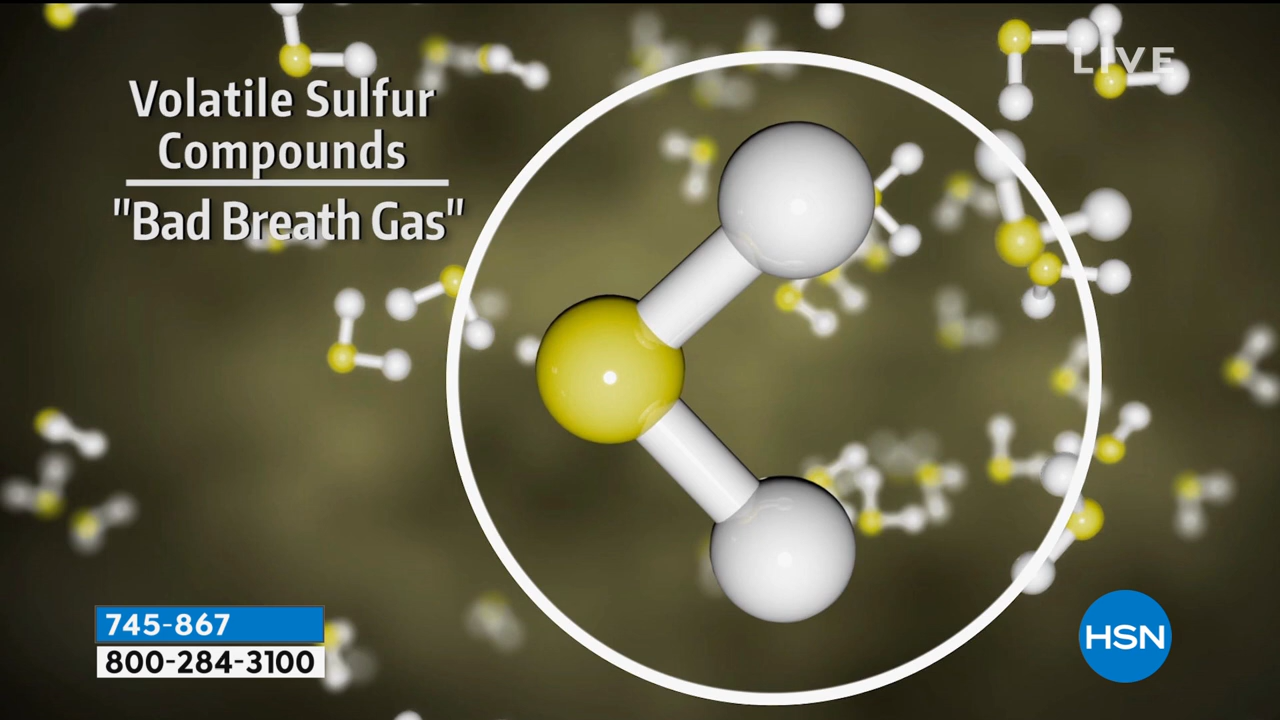 LIVE
Volatile Sulfur
Compounds
"Bad Breath Gas"
745-867
800-284-3100
HSN